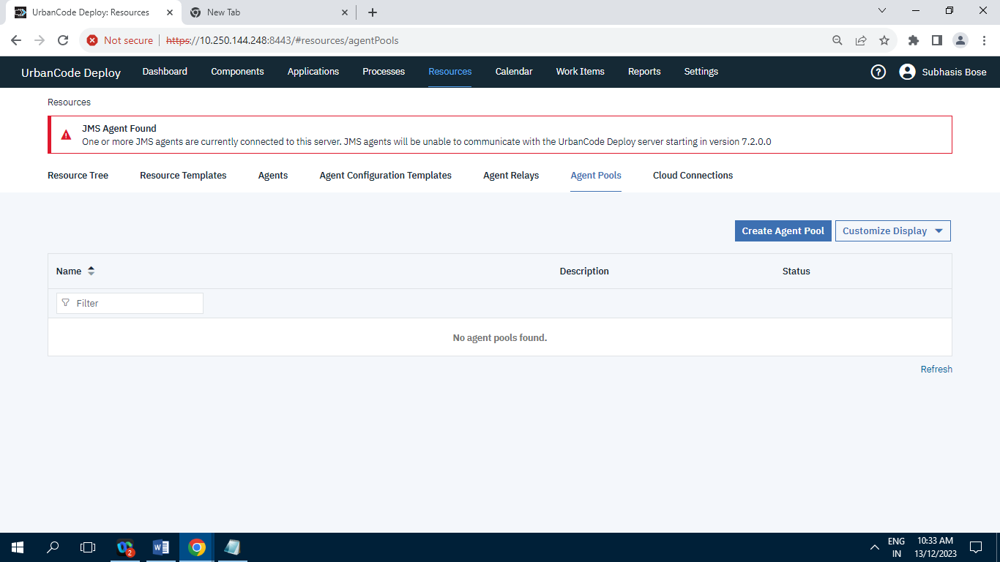 UrbanCode Deploy: Resources
New Tab
Not secure https://10.250.144.248:8443/#resources/agentPools
UrbanCode Deploy Dashboard Components Applications Processes Resources Calendar Work Items Reports Settings ? Subhasis Bose
Resources
JMS Agent Found
One or more JMS agents are currently connected to this server. JMS agents will be unable to communicate with the UrbanCode Deploy server starting in version 7.2.0.0
Resource Tree Resource Templates Agents Agent Configuration Templates Agent Relays Agent Pools Cloud Connections
Create Agent Pool Customize Display
Name Description Status
Filter
No agent pools found.
Refresh
2
ENG 10:33 AM
IN 13/12/2023